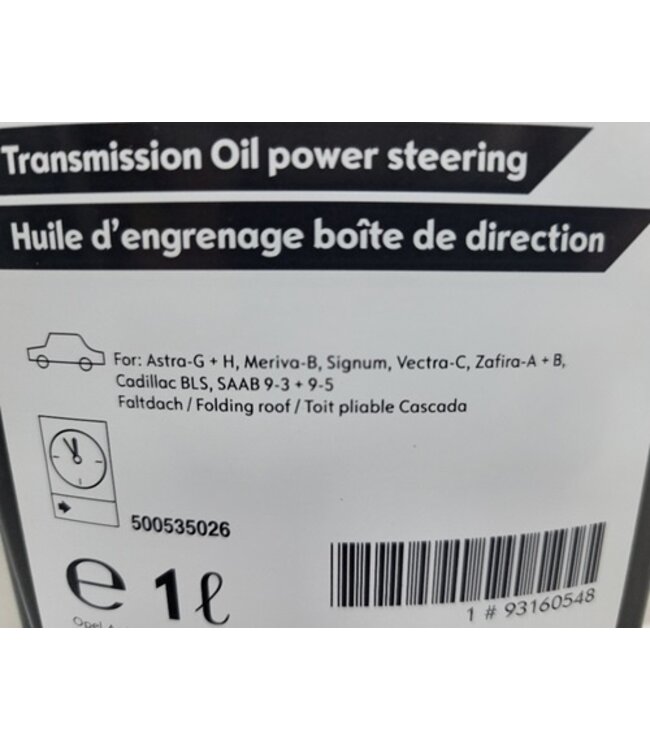 Transmission Oil power steering
Huile d'engrenage boîte de direction
For: Astra-G + H, Meriva-B, Signum, Vectra-C, Zafira-A + B,
Cadillac BLS, SAAB 9-3 + 9-5
Faltdach / Folding roof / Toit pliable Cascada
500535026
e 1ℓ
1 # 93160548
Opel